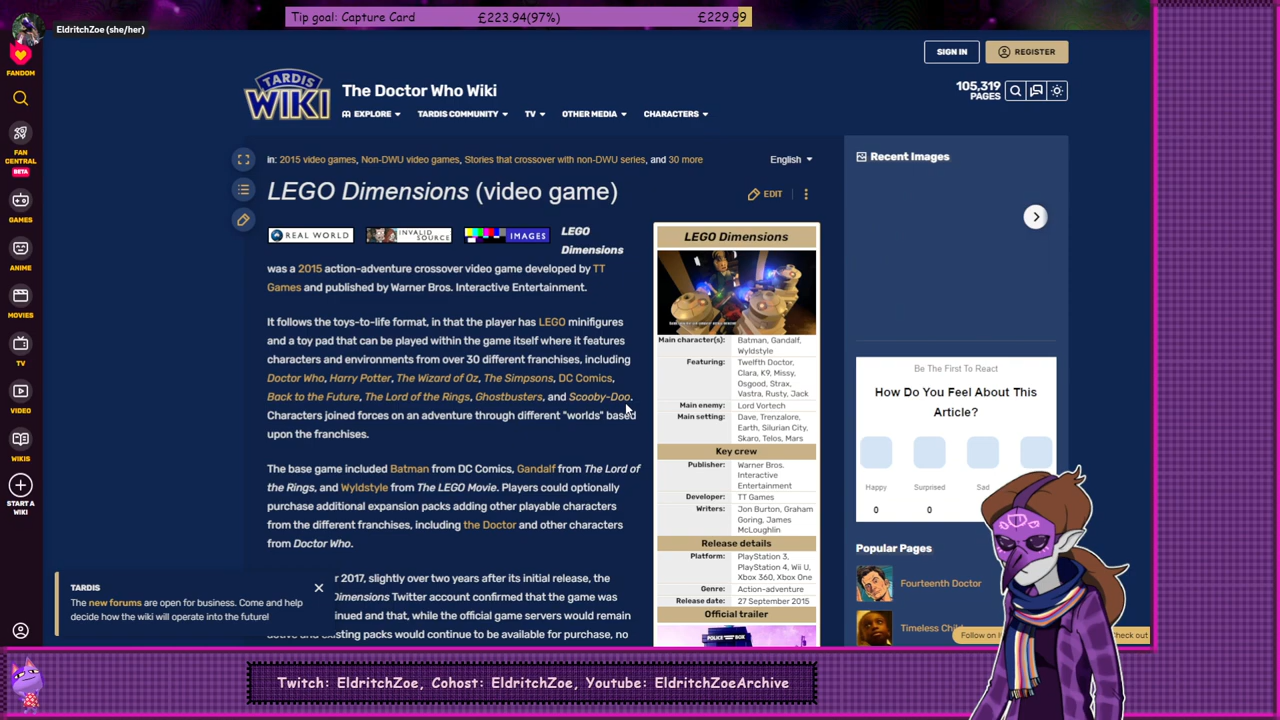 Tip goal: Capture Card £223.94(97%) £229.99
EldritchZoe (she/her)
FANDOM
FAN
CENTRAL
BETA
GAMES
ANIME
MOVIES
TV
VIDEO
WIKIS
START A
WIKI
SIGN IN
REGISTER
TARDIS
WIKI
The Doctor Who Wiki
EXPLORE
TARDIS COMMUNITY
TV
OTHER MEDIA
CHARACTERS
105,319
PAGES
in: 2015 video games, Non-DWU video games, Stories that crossover with non-DWU series, and 30 more
English
LEGO Dimensions (video game)
EDIT
REAL WORLD
INVALID
SOURCE
IMAGES
LEGO
Dimensions
was a 2015 action-adventure crossover video game developed by TT
Games and published by Warner Bros. Interactive Entertainment.
It follows the toys-to-life format, in that the player has LEGO minifigures
and a toy pad that can be played within the game itself where it features
characters and environments from over 30 different franchises, including
Doctor Who, Harry Potter, The Wizard of Oz, The Simpsons, DC Comics,
Back to the Future, The Lord of the Rings, Ghostbusters, and Scooby-Doo.
Characters joined forces on an adventure through different "worlds" based
upon the franchises.
The base game included Batman from DC Comics, Gandalf from The Lord of
the Rings, and Wyldstyle from The LEGO Movie. Players could optionally
purchase additional expansion packs adding other playable characters
from the different franchises, including the Doctor and other characters
from Doctor Who.
r 2017, slightly over two years after its initial release, the
Dimensions Twitter account confirmed that the game was
inued and that, while the official game servers would remain
existing packs would continue to be available for purchase, no
LEGO Dimensions
Main character(s): Batman, Gandalf,
Wyldstyle
Featuring: Twelfth Doctor,
Clara, K9, Missy,
Osgood, Strax,
Vastra, Rusty, Jack
Main enemy: Lord Vortech
Main setting: Dave, Trenzalore,
Earth, Silurian City,
Skaro, Telos, Mars
Key crew
Publisher: Warner Bros.
Interactive
Entertainment
Developer: TT Games
Writers: Jon Burton, Graham
Goring, James
McLoughlin
Release details
Platform: PlayStation 3,
PlayStation 4, Wii U,
Xbox 360, Xbox One
Genre: Action-adventure
Release date: 27 September 2015
Official trailer
POLICE BOX
Recent Images
Be The First To React
How Do You Feel About This
Article?
Happy
Surprised
Sad
0
0
Popular Pages
Fourteenth Doctor
Timeless Child
Follow on
heck out
TARDIS
The new forums are open for business. Come and help
decide how the wiki will operate into the future!
Twitch: EldritchZoe, Cohost: EldritchZoe, Youtube: EldritchZoeArchive